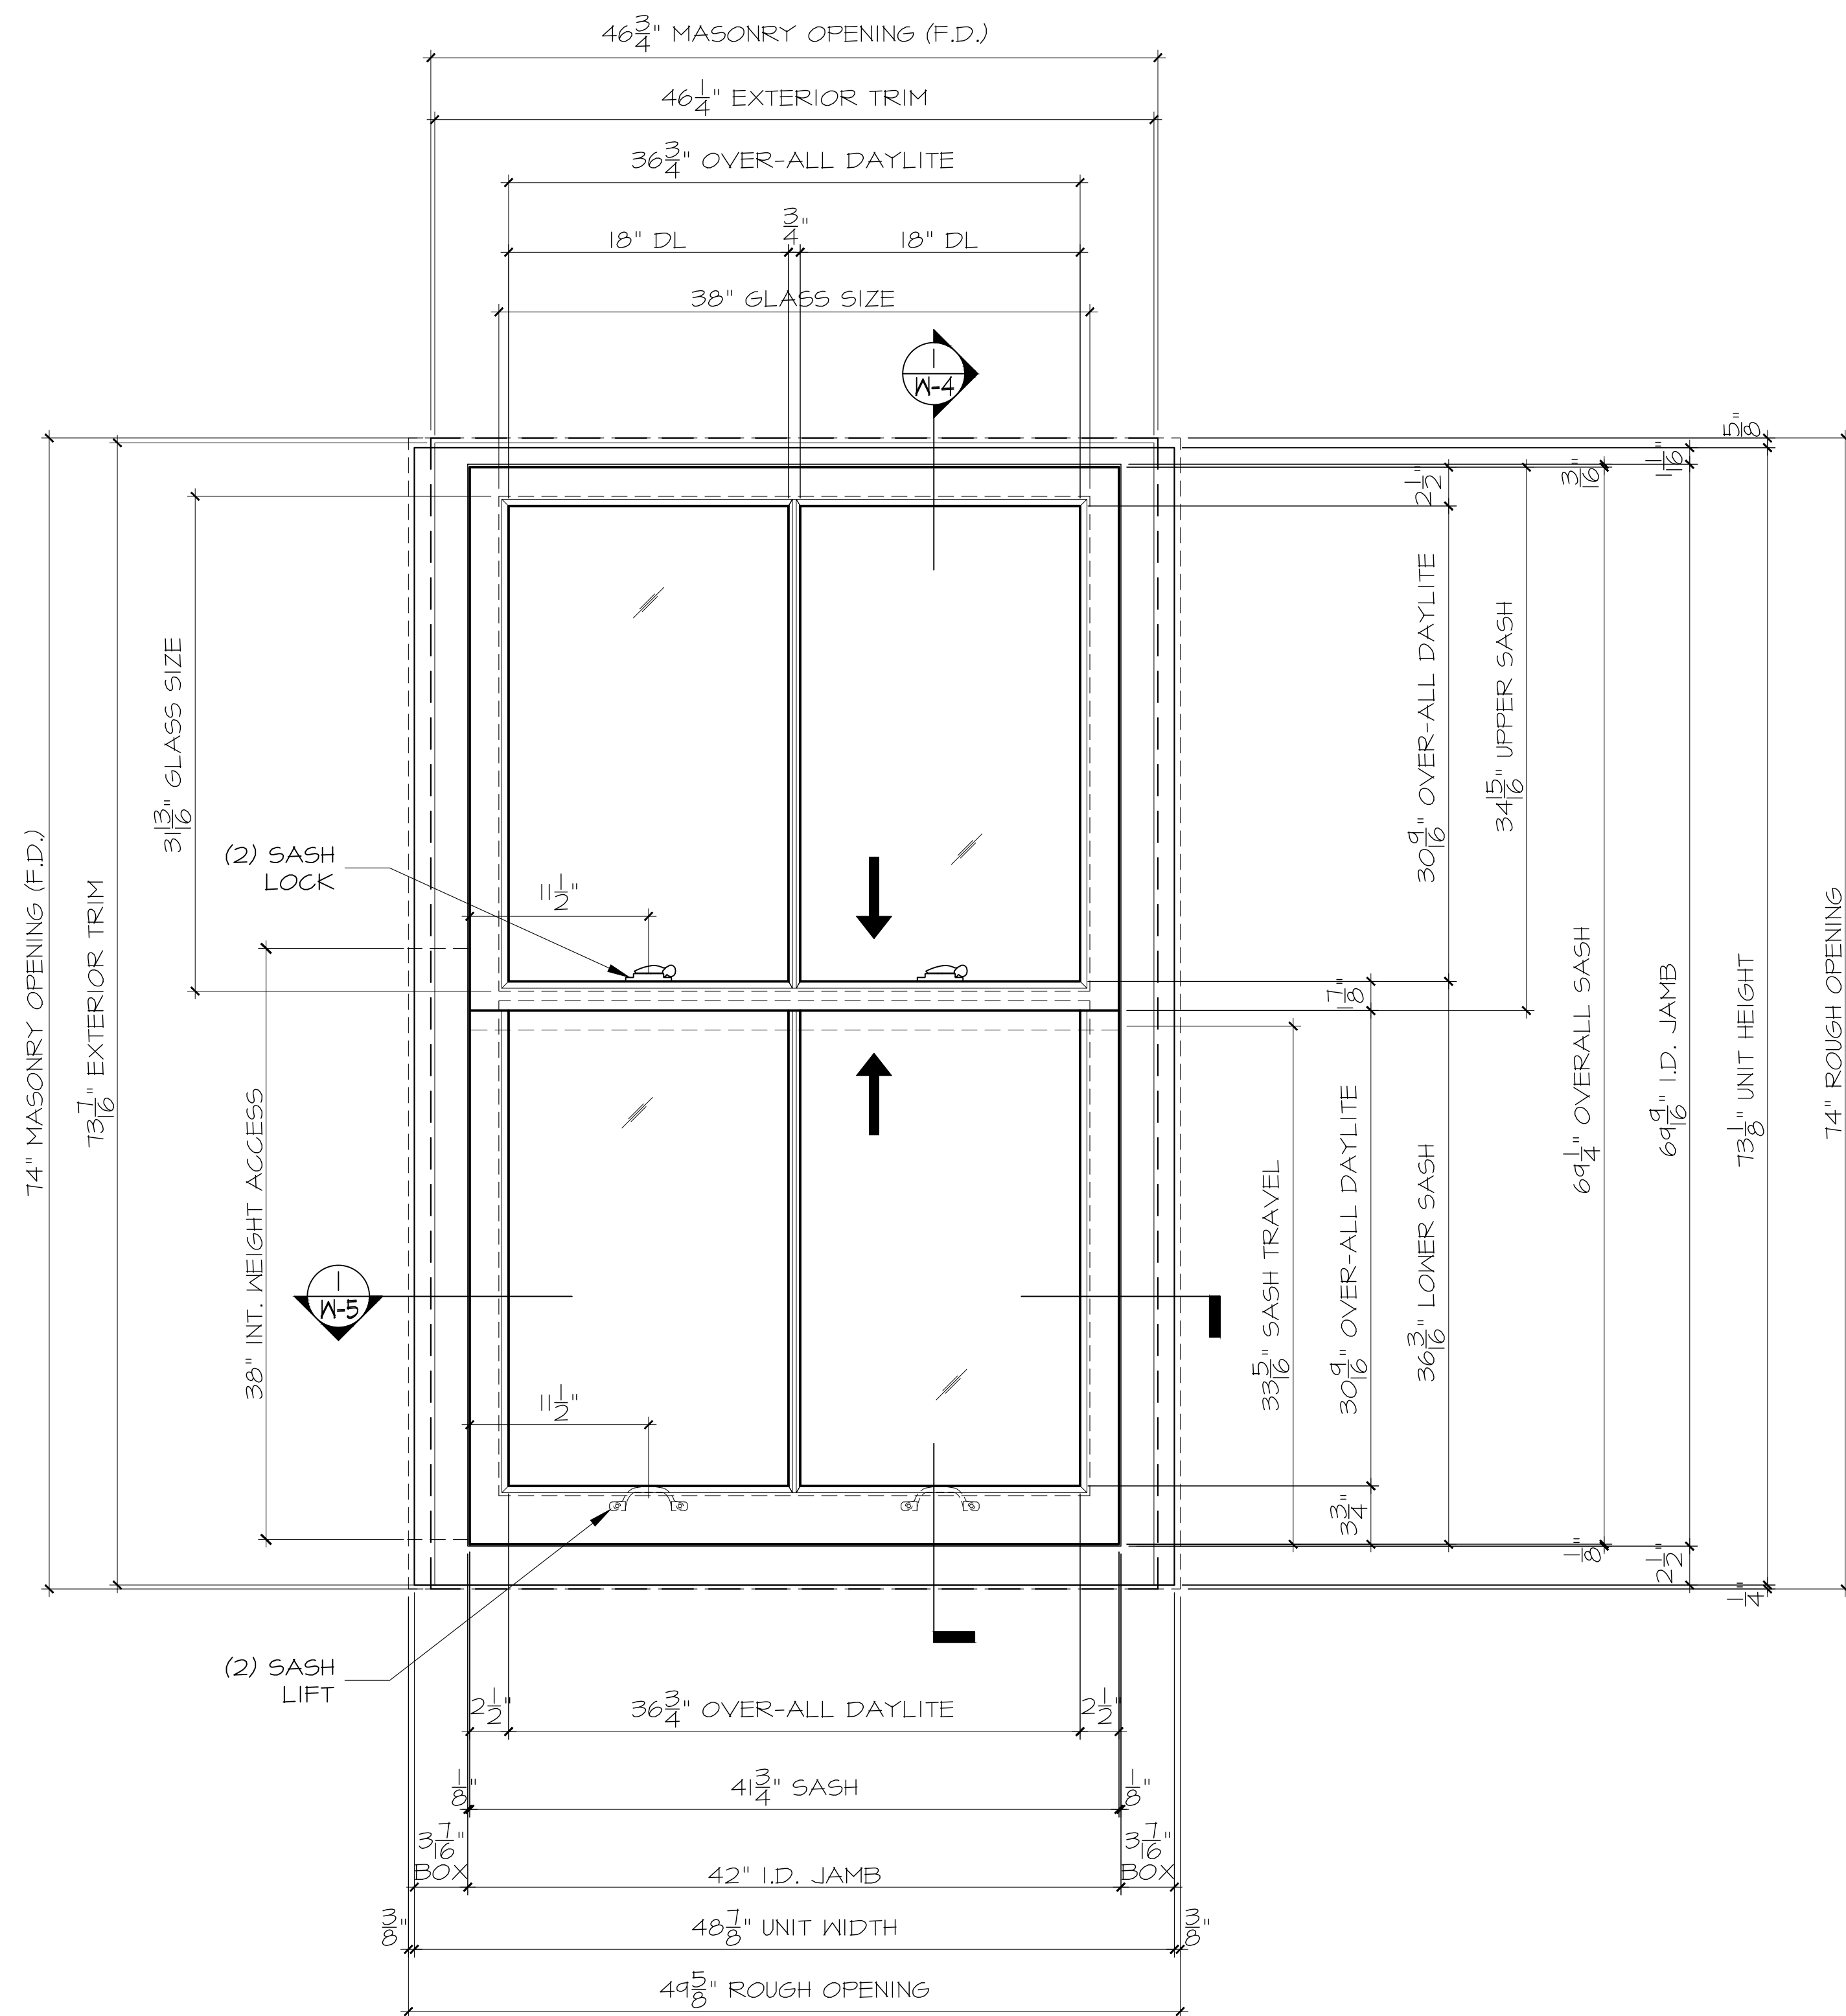 46 3/4" MASONRY OPENING (F.D.)
46 1/4" EXTERIOR TRIM
36 3/4" OVER-ALL DAYLITE
18" DL
3/4"
18" DL
38" GLASS SIZE
1
W-4
74" MASONRY OPENING (F.D.)
73 7/16" EXTERIOR TRIM
31 13/16" GLASS SIZE
38" INT. WEIGHT ACCESS
(2) SASH
LOCK
11 1/2"
1
W-5
11 1/2"
(2) SASH
LIFT
2 1/2"
30 9/16" OVER-ALL DAYLITE
34 15/16" UPPER SASH
3/16"
1 1/16"
5/8"
1 7/8"
33 5/16" SASH TRAVEL
30 9/16" OVER-ALL DAYLITE
36 3/16" LOWER SASH
69 1/4" OVERALL SASH
69 9/16" I.D. JAMB
73 1/8" UNIT HEIGHT
74" ROUGH OPENING
3 3/4"
1/8"
2 1/2"
1/4"
2 1/2"
36 3/4" OVER-ALL DAYLITE
2 1/2"
1/8"
41 3/4" SASH
1/8"
3 7/16"
BOX
42" I.D. JAMB
3 7/16"
BOX
3/8"
48 7/8" UNIT WIDTH
3/8"
49 5/8" ROUGH OPENING